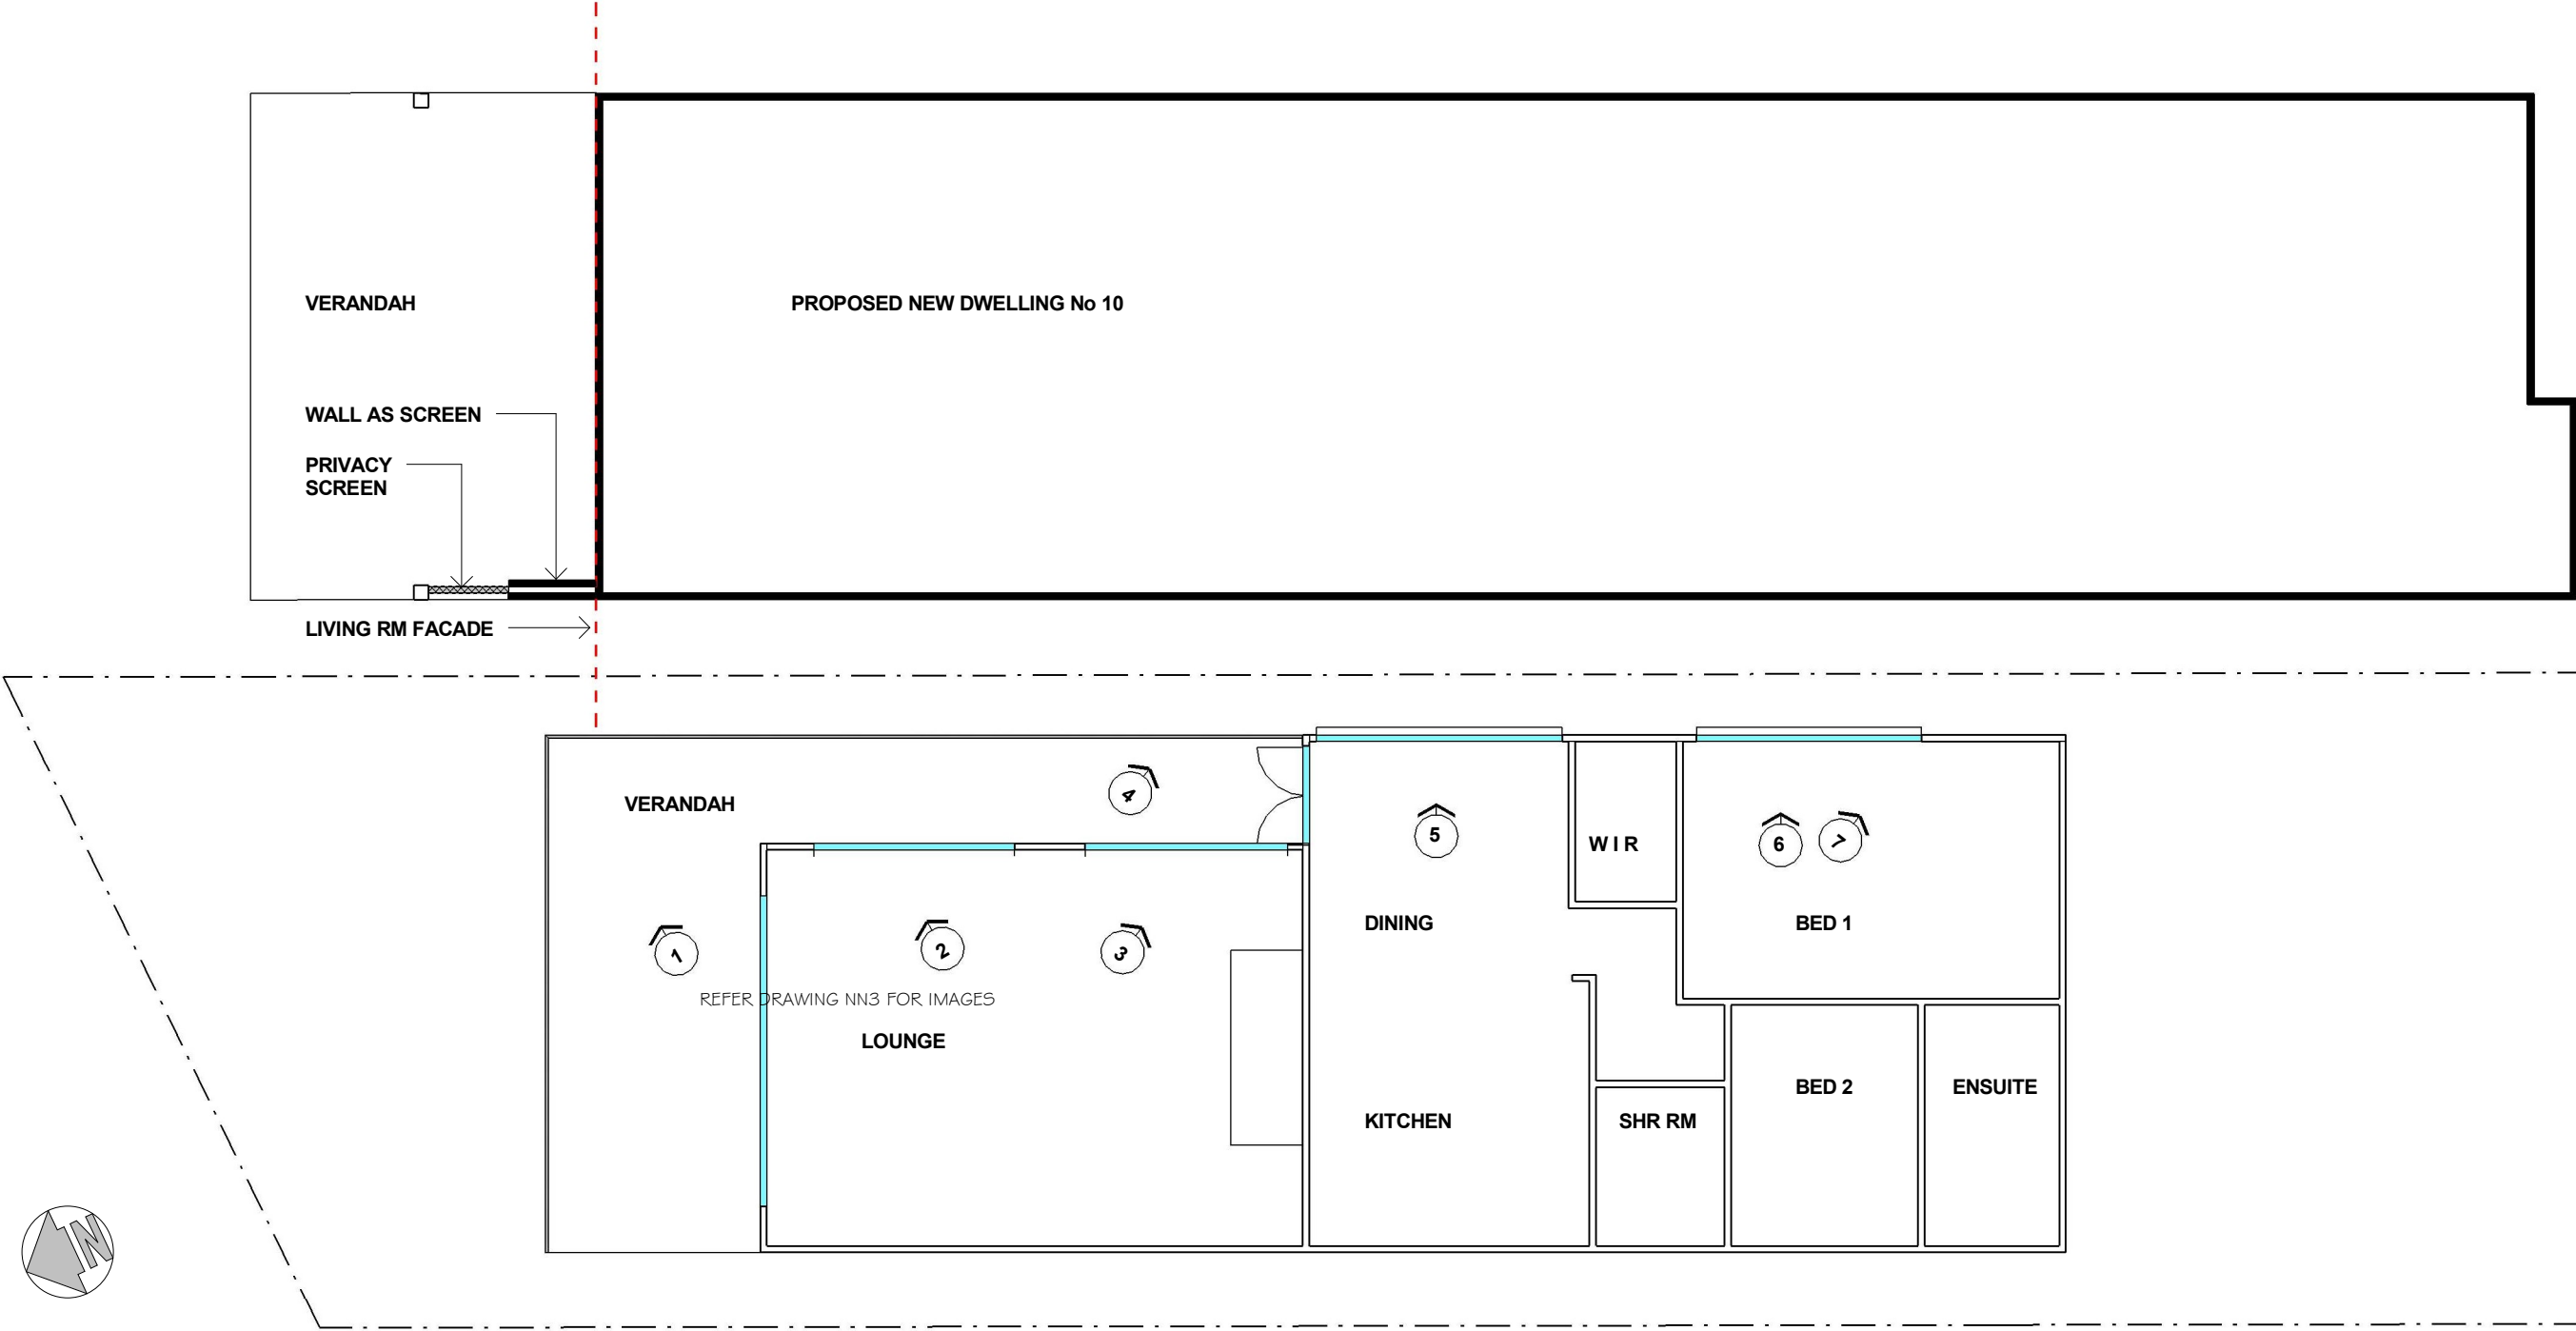 VERANDAH
PROPOSED NEW DWELLING No 10
WALL AS SCREEN
PRIVACY
SCREEN
LIVING RM FACADE
VERANDAH
4
5
W I R
6
7
1
2
3
DINING
BED 1
REFER DRAWING NN3 FOR IMAGES
LOUNGE
KITCHEN
SHR RM
BED 2
ENSUITE
N